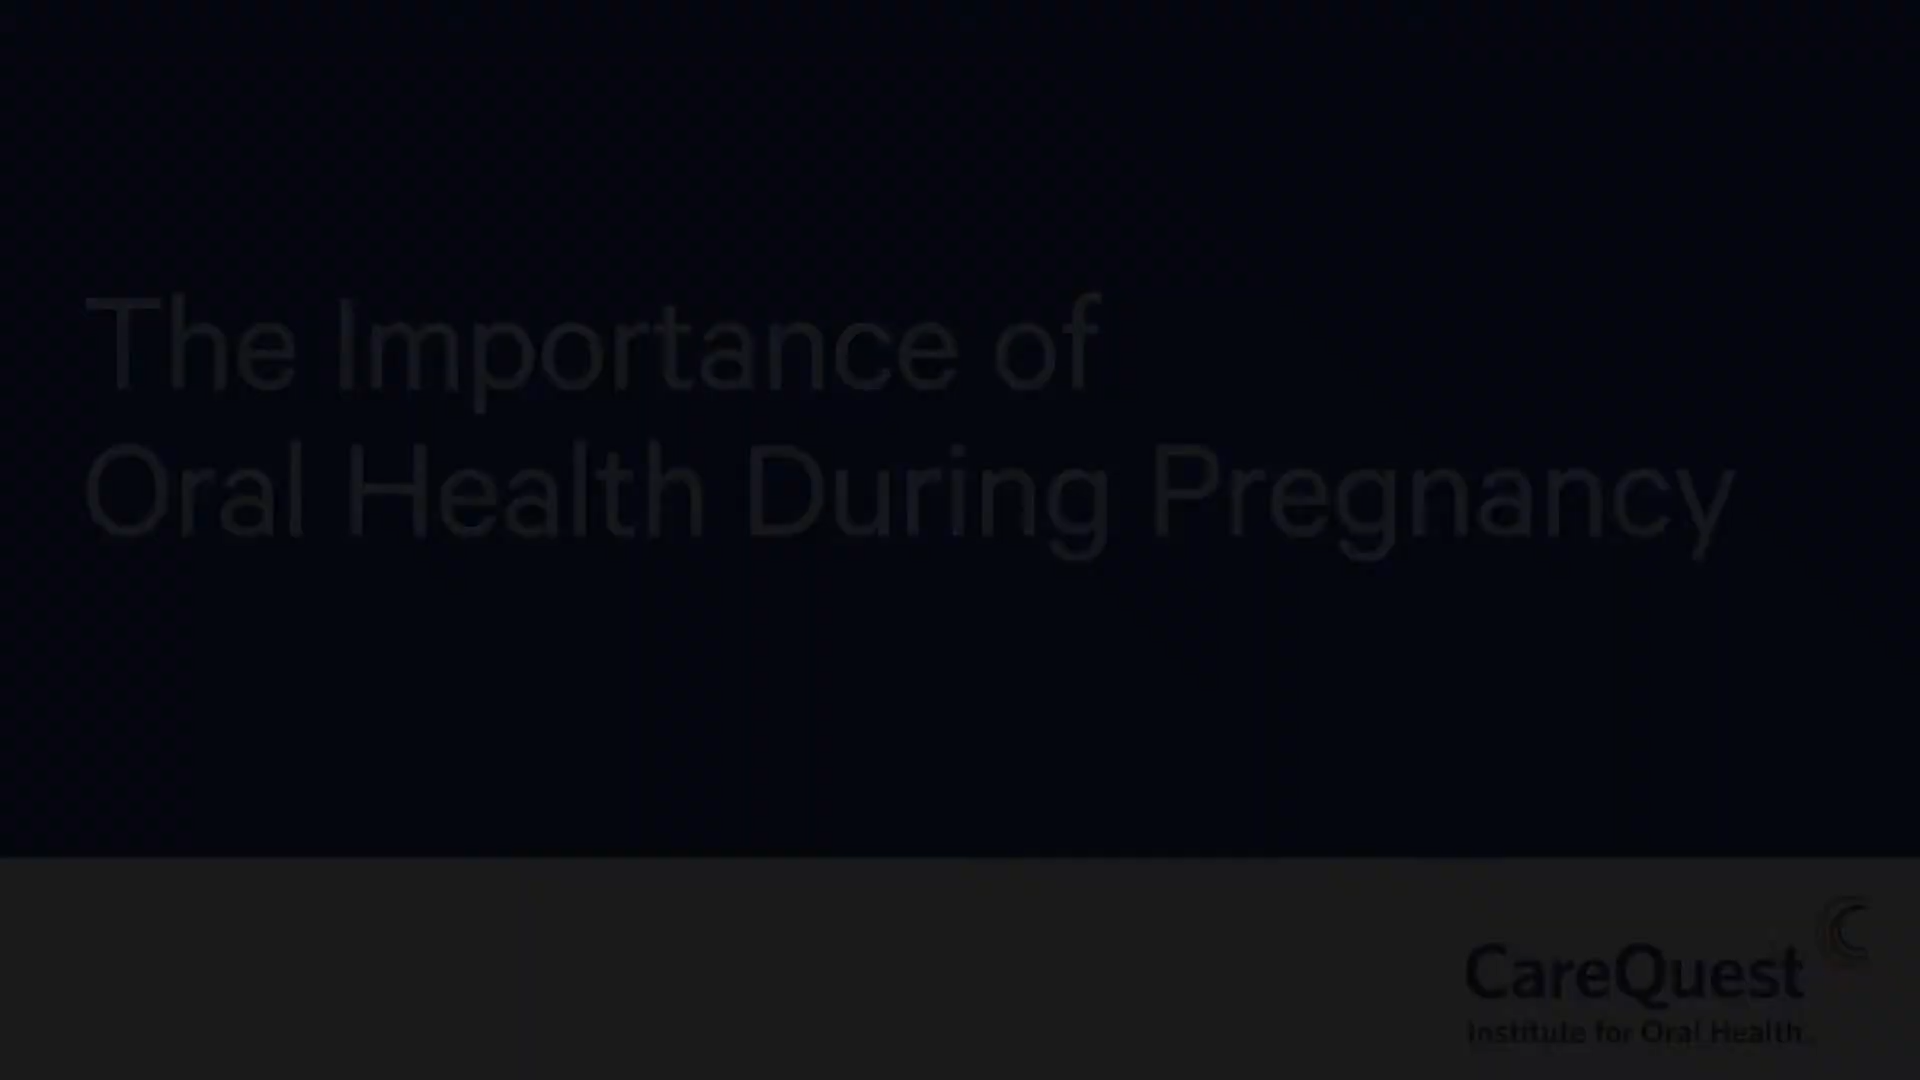 The Importance of
Oral Health During Pregnancy
CareQuest
Institute for Oral Health.